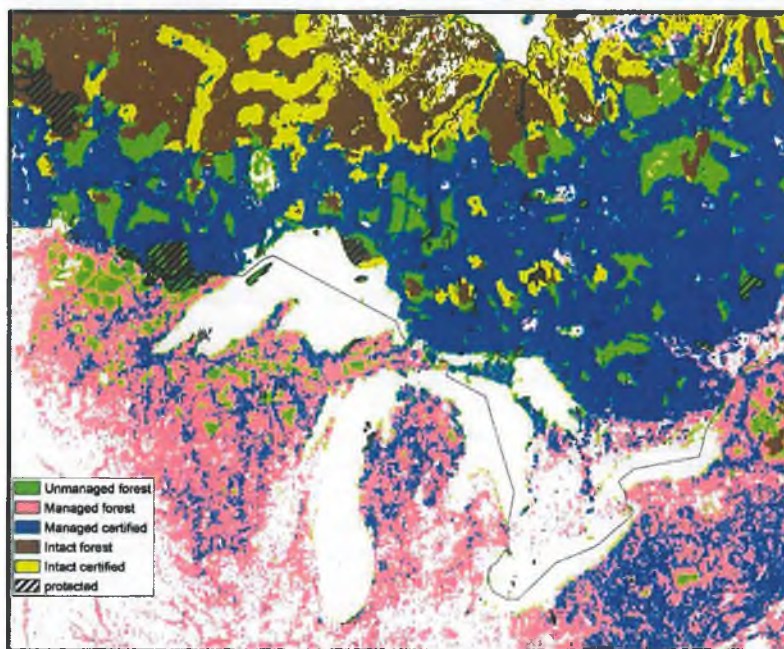 Unmanaged forest
Managed forest
Managed certified
Intact forest
Intact certified
protected